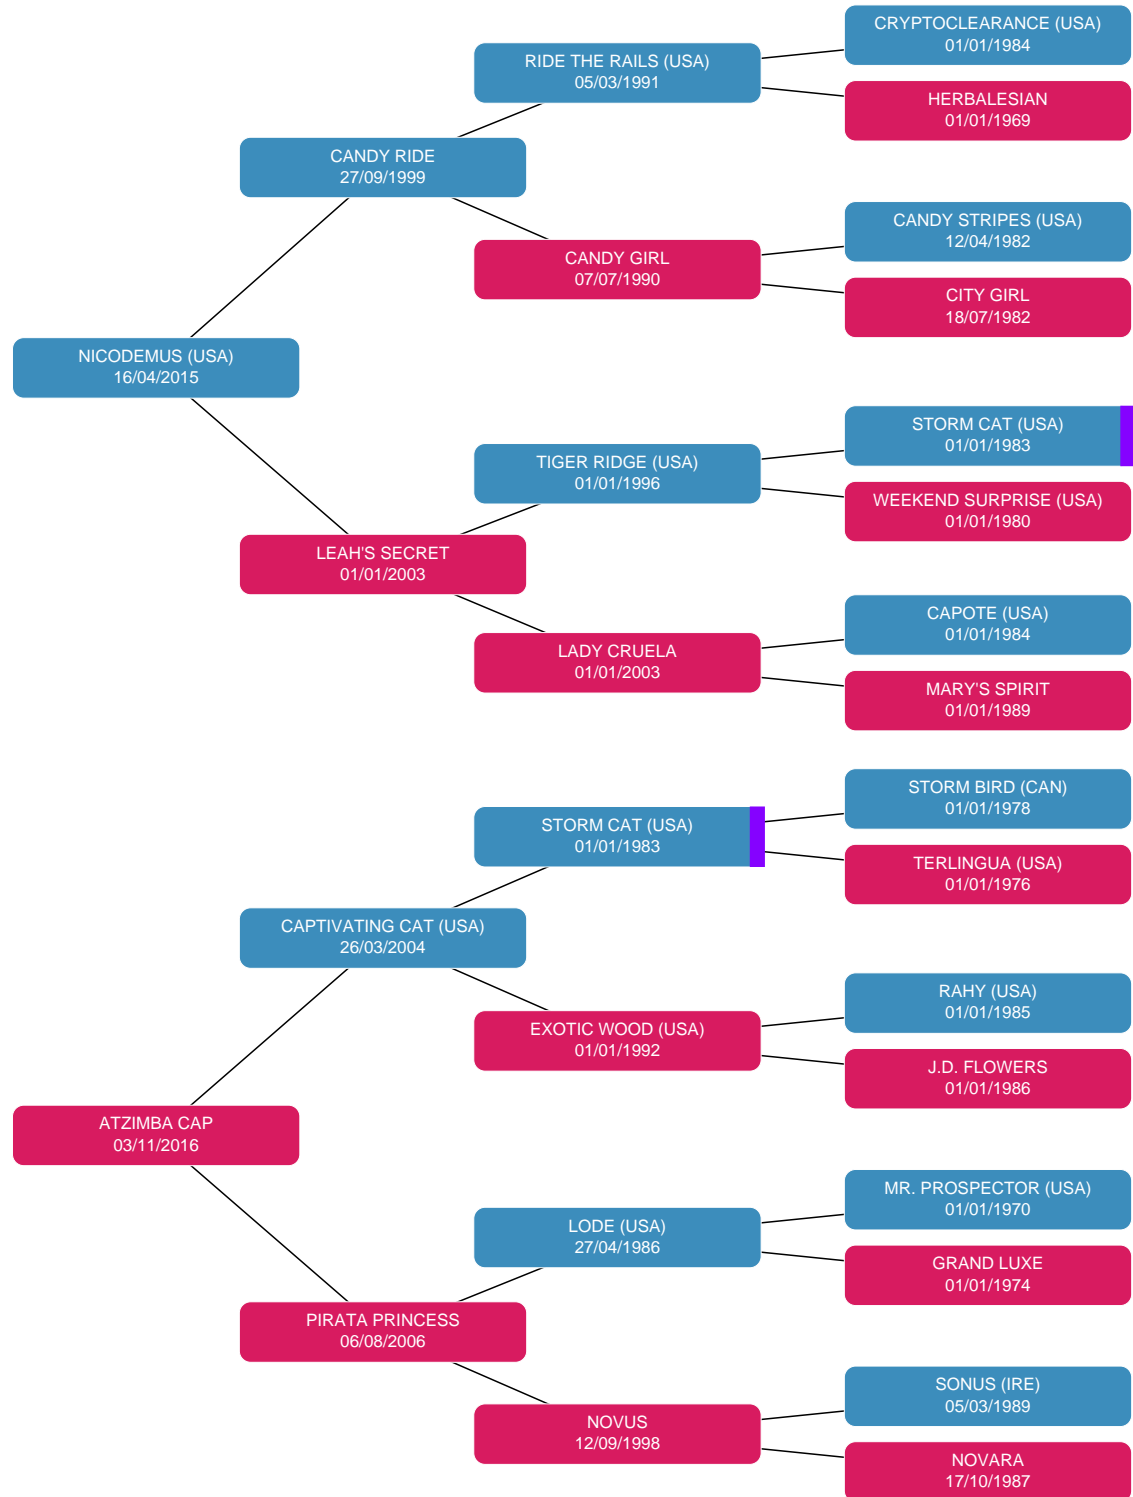 CRYPTOCLEARANCE (USA)
01/01/1984
RIDE THE RAILS (USA)
05/03/1991
HERBALESIAN
01/01/1969
CANDY RIDE
27/09/1999
CANDY STRIPES (USA)
12/04/1982
CANDY GIRL
07/07/1990
CITY GIRL
18/07/1982
NICODEMUS (USA)
16/04/2015
STORM CAT (USA)
01/01/1983
TIGER RIDGE (USA)
01/01/1996
WEEKEND SURPRISE (USA)
01/01/1980
LEAH'S SECRET
01/01/2003
CAPOTE (USA)
01/01/1984
LADY CRUELA
01/01/2003
MARY'S SPIRIT
01/01/1989
STORM BIRD (CAN)
01/01/1978
STORM CAT (USA)
01/01/1983
TERLINGUA (USA)
01/01/1976
CAPTIVATING CAT (USA)
26/03/2004
RAHY (USA)
01/01/1985
EXOTIC WOOD (USA)
01/01/1992
J.D. FLOWERS
01/01/1986
ATZIMBA CAP
03/11/2016
MR. PROSPECTOR (USA)
01/01/1970
LODE (USA)
27/04/1986
GRAND LUXE
01/01/1974
PIRATA PRINCESS
06/08/2006
SONUS (IRE)
05/03/1989
NOVUS
12/09/1998
NOVARA
17/10/1987